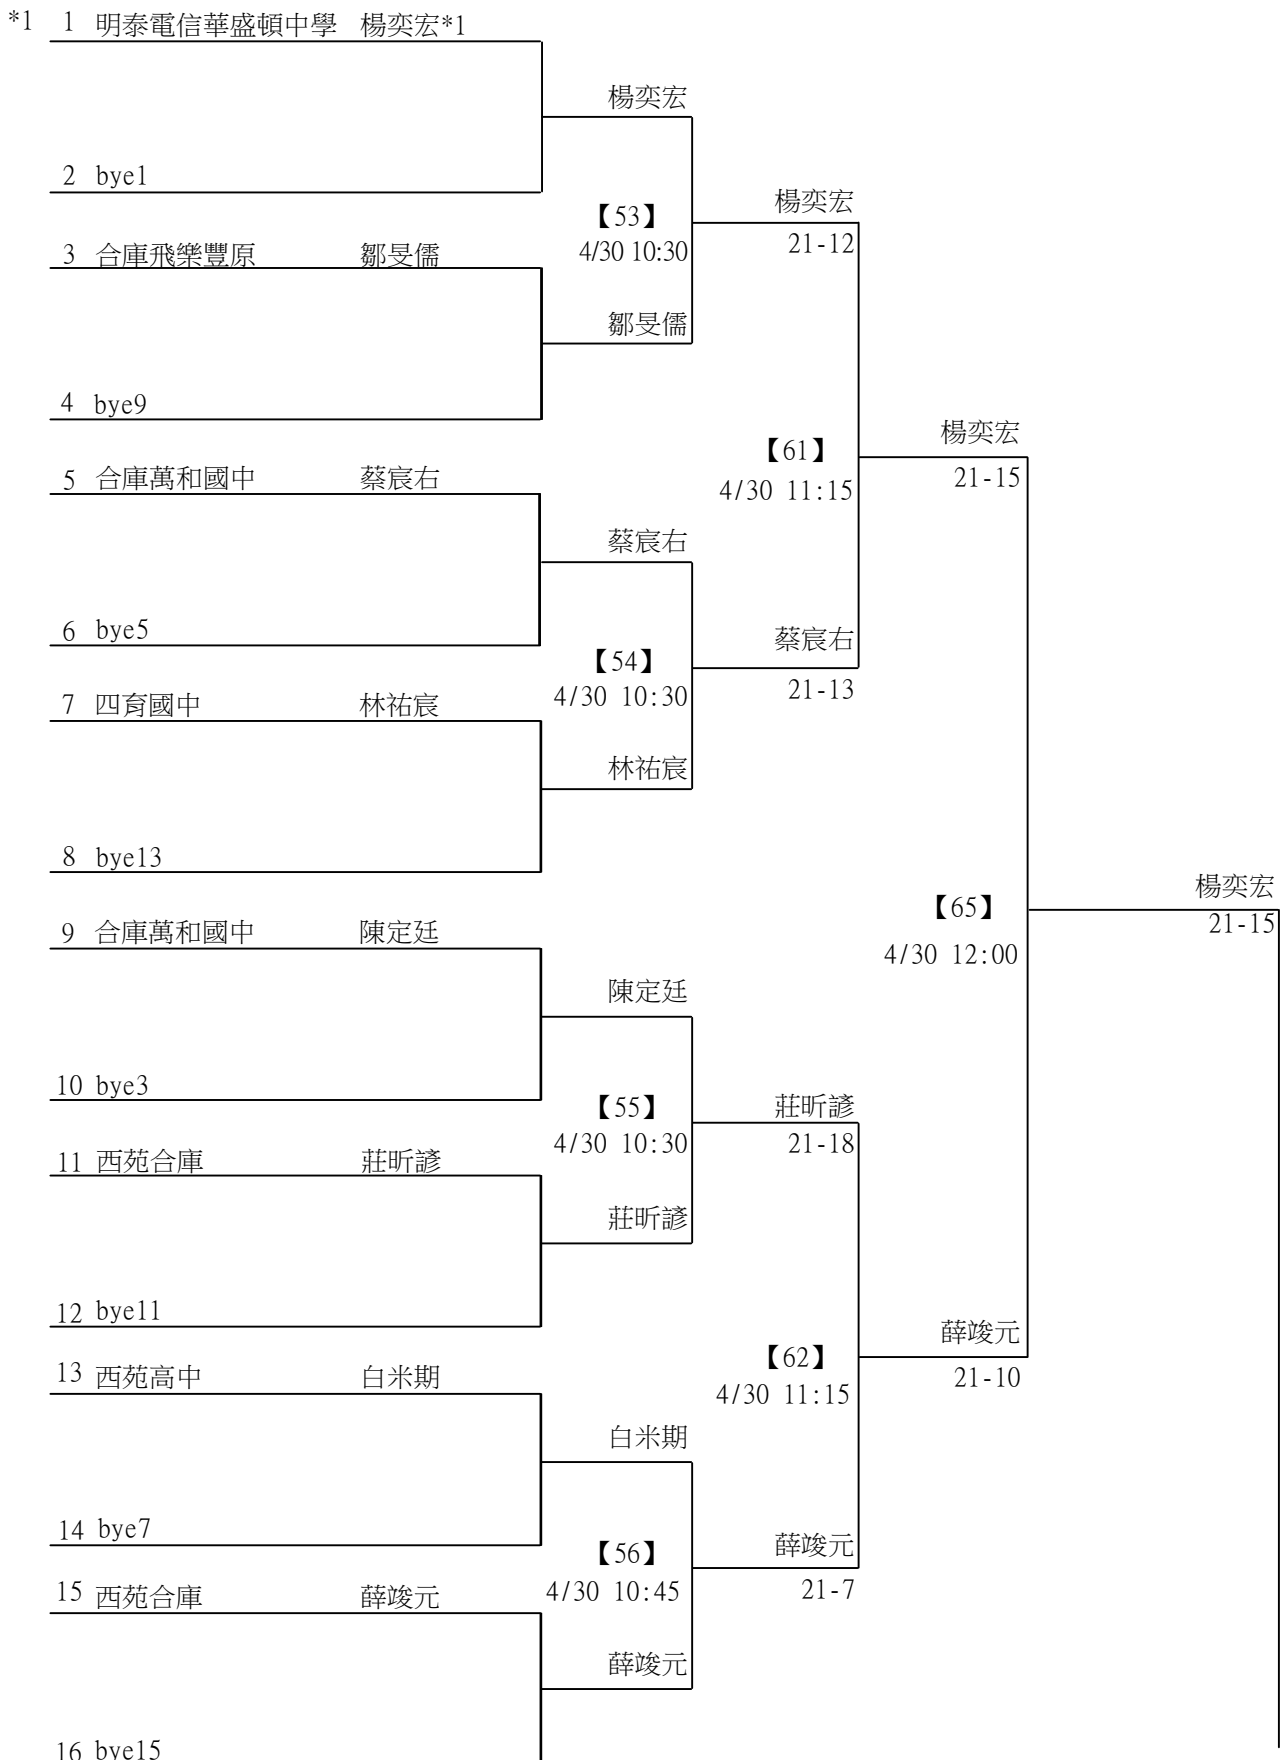 *1 1 明泰電信華盛頓中學 楊奕宏*1
楊奕宏
2 bye1
楊奕宏
【53】
21-12
3 合庫飛樂豐原 鄒旻儒
4/30 10:30
鄒旻儒
4 bye9
楊奕宏
【61】
21-15
5 合庫萬和國中 蔡宸右
4/30 11:15
蔡宸右
6 bye5
蔡宸右
【54】
21-13
7 四育國中 林祐宸
4/30 10:30
林祐宸
8 bye13
楊奕宏
【65】
21-15
9 合庫萬和國中 陳定廷
4/30 12:00
陳定廷
10 bye3
莊昕諺
【55】
21-18
4/30 10:30
11 西苑合庫 莊昕諺
莊昕諺
12 bye11
薛竣元
【62】
21-10
13 西苑高中 白米期
4/30 11:15
白米期
14 bye7
薛竣元
【56】
21-7
4/30 10:45
15 西苑合庫 薛竣元
薛竣元
16 bye15